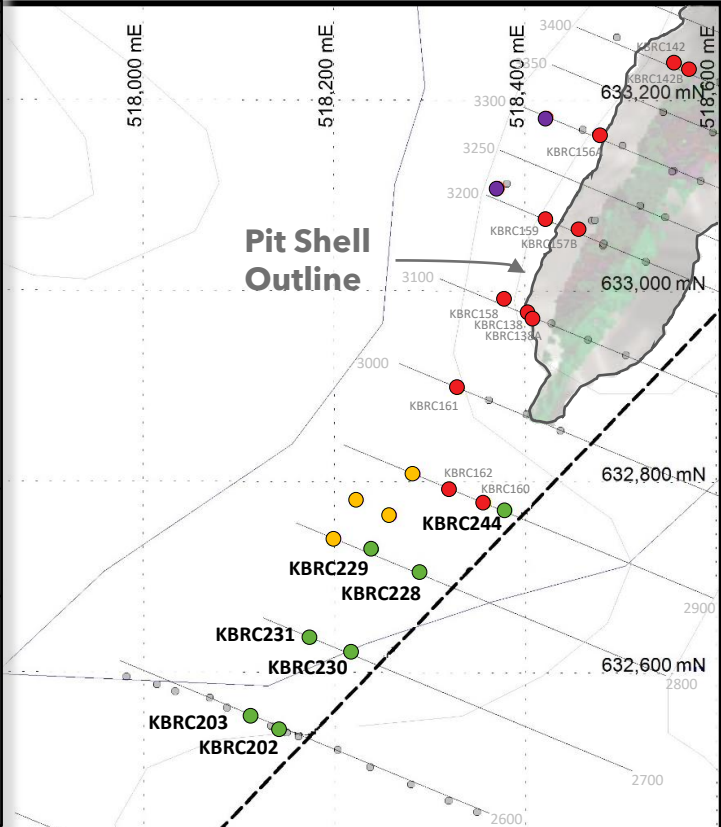 518,000 mE
518,200 mE
518,400 mE
518,600 mE
3400
KBRC142
3350
KBRC142B
633,200 mN
3300
KBRC156A
3250
3200
KBRC159
KBRC157B
Pit Shell
Outline
3100
633,000 mN
KBRC158
KBRC138
KBRC138A
3000
KBRC161
KBRC162
632,800 mN
KBRC160
KBRC244
KBRC229
KBRC228
2900
KBRC231
KBRC230
632,600 mN
2800
KBRC203
KBRC202
2700
2600